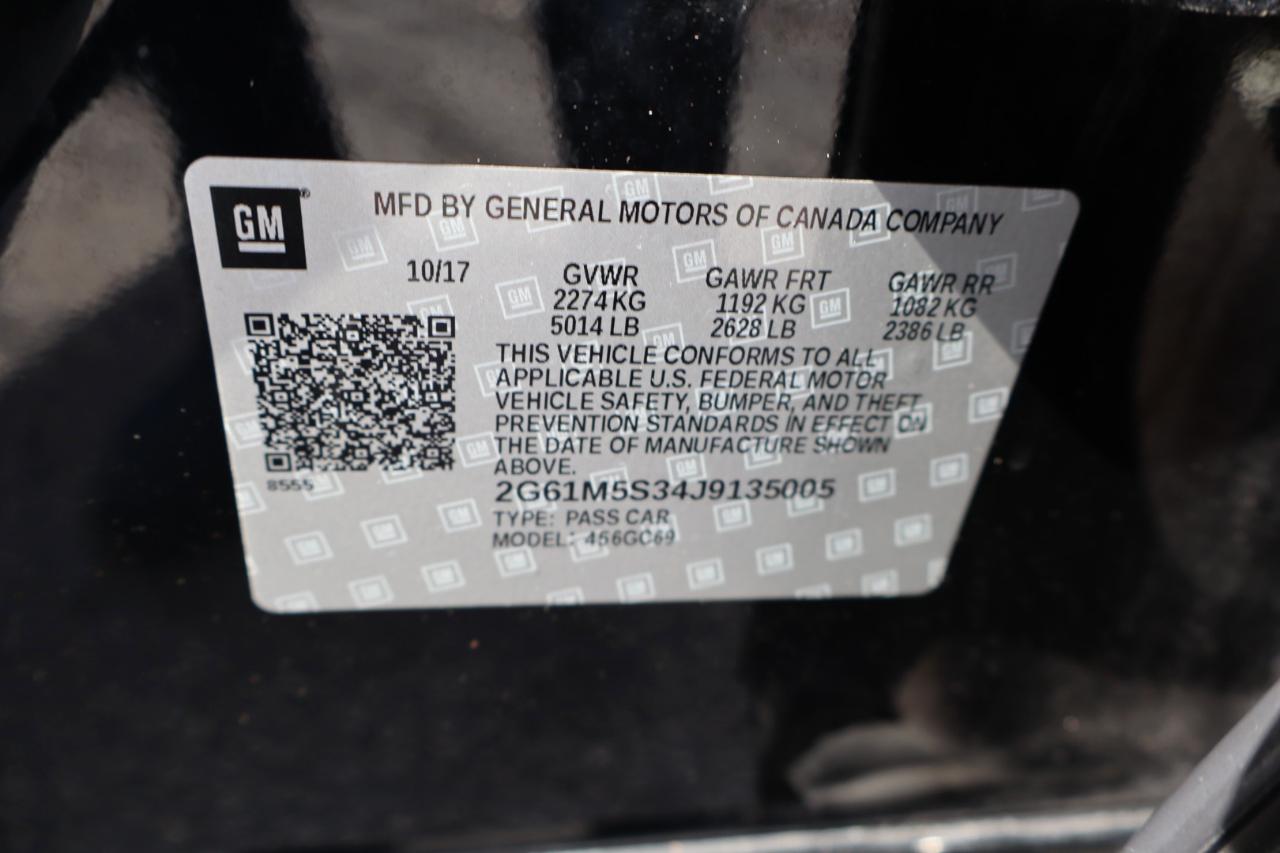 GM
MFD BY GENERAL MOTORS OF CANADA COMPANY
10/17 GVWR GAWR FRT GAWR RR
2274 KG 1192 KG 1082 KG
5014 LB 2628 LB 2386 LB
THIS VEHICLE CONFORMS TO ALL
APPLICABLE U.S. FEDERAL MOTOR
VEHICLE SAFETY, BUMPER, AND THEFT
PREVENTION STANDARDS IN EFFECT ON
THE DATE OF MANUFACTURE SHOWN
ABOVE.
8555
2G61M5S34J9135005
TYPE: PASS CAR
MODEL: 456GC69